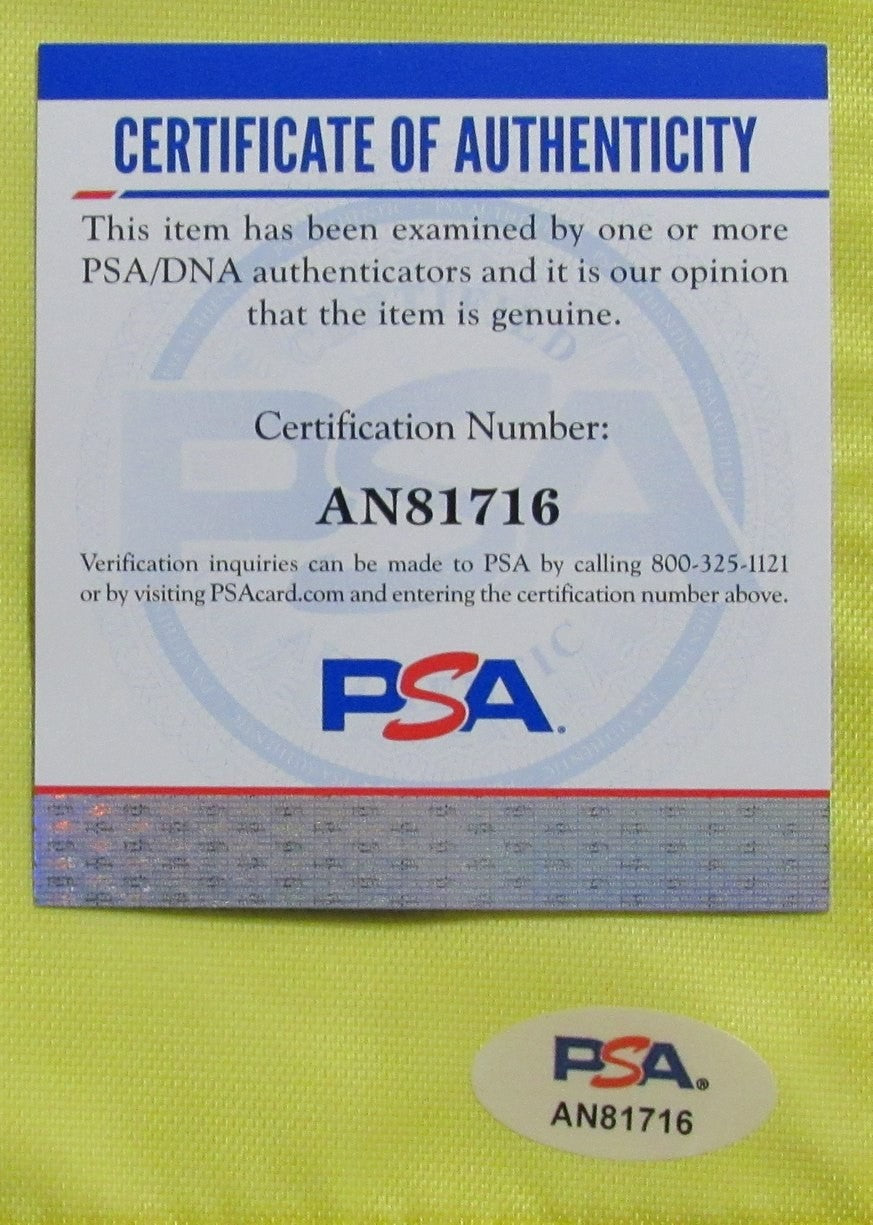 CERTIFICATE OF AUTHENTICITY
This item has been examined by one or more
PSA/DNA authenticators and it is our opinion
that the item is genuine.
Certification Number:
AN81716
Verification inquiries can be made to PSA by calling 800-325-1121
or by visiting PSAcard.com and entering the certification number above.
PSA®
PSA®
AN81716